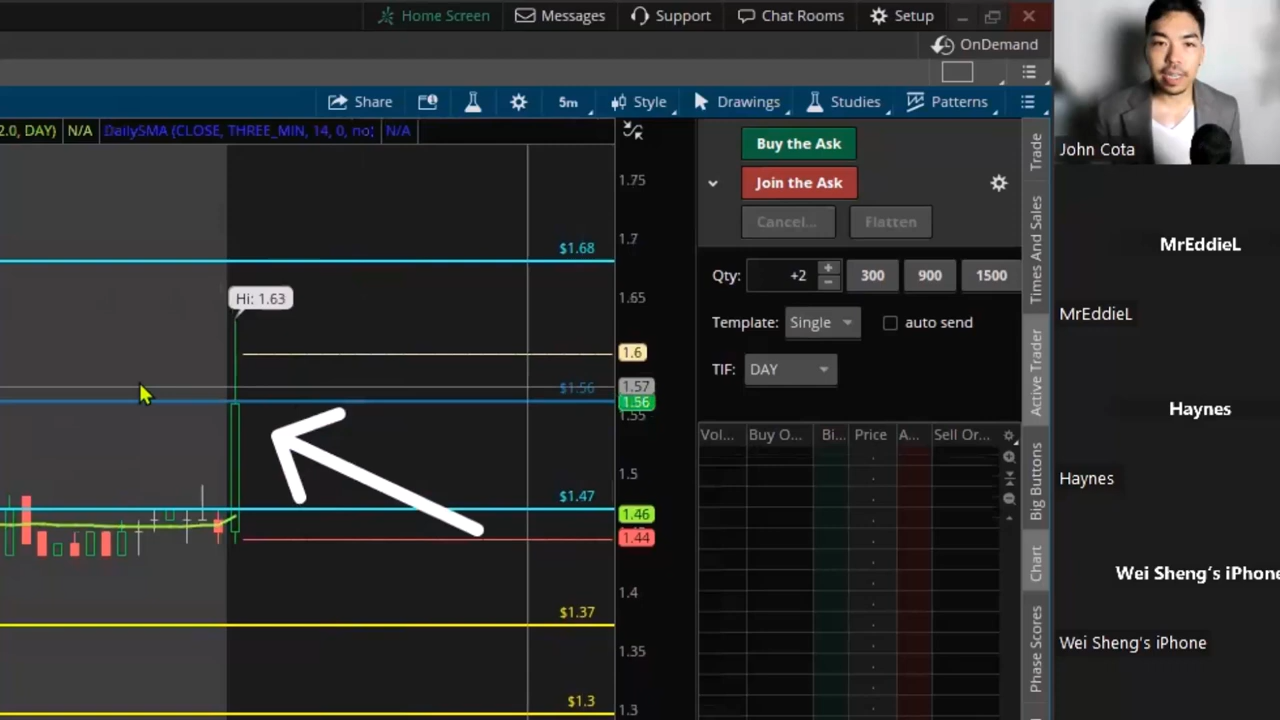 Home Screen
Messages
Support
Chat Rooms
Setup
OnDemand
Share
5m
Style
Drawings
Studies
Patterns
2.0, DAY)
N/A
DailySMA (CLOSE, THREE_MIN, 14, 0, no;
N/A
1.75
1.7
$1.68
1.65
Hi: 1.63
1.6
1.57
$1.56
1.56
1.55
1.5
$1.47
1.46
1.44
1.4
$1.37
1.35
$1.3
1.3
Buy the Ask
Join the Ask
Cancel...
Flatten
Qty:
+2
300
900
1500
Template:
Single
auto send
TIF:
DAY
Vol...
Buy O...
Bi...
Price
A...
Sell Or...
Trade
Times And Sales
Active Trader
Big Buttons
Chart
Phase Scores
John Cota
MrEddieL
MrEddieL
Haynes
Haynes
Wei Sheng's iPhone
Wei Sheng's iPhone